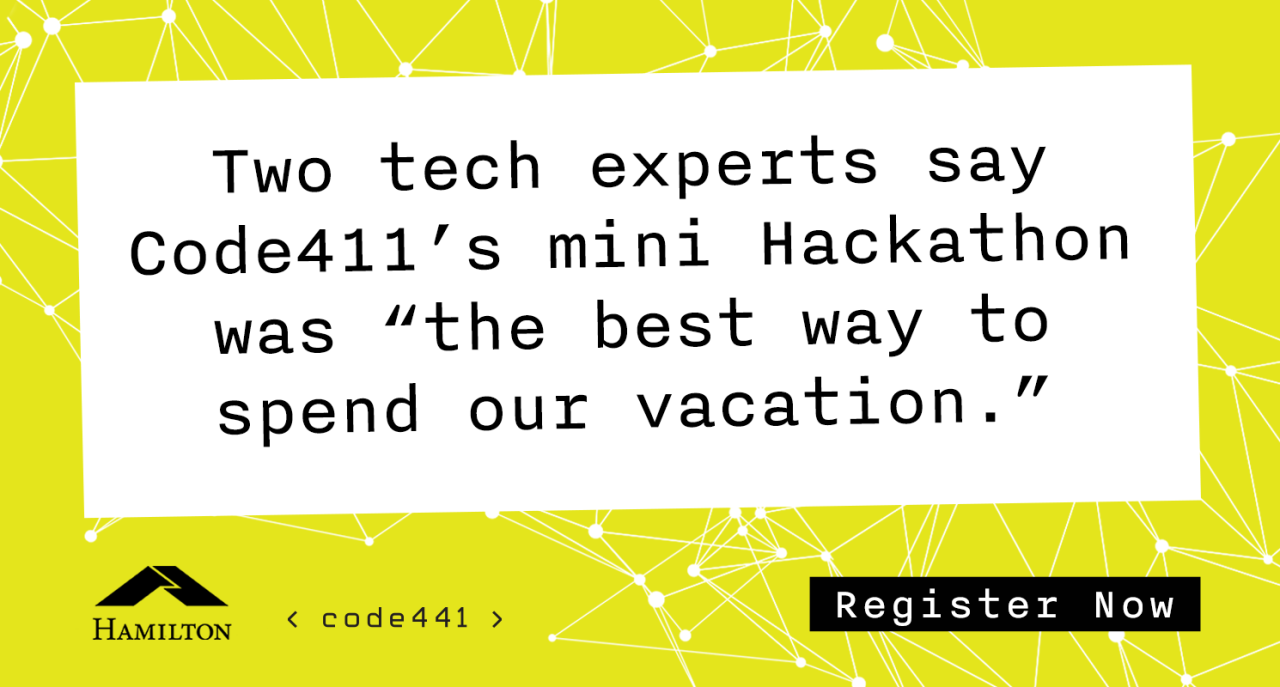 Two tech experts say
Code411’s mini Hackathon
was “the best way to
spend our vacation.”
HAMILTON
< code441 >
Register Now